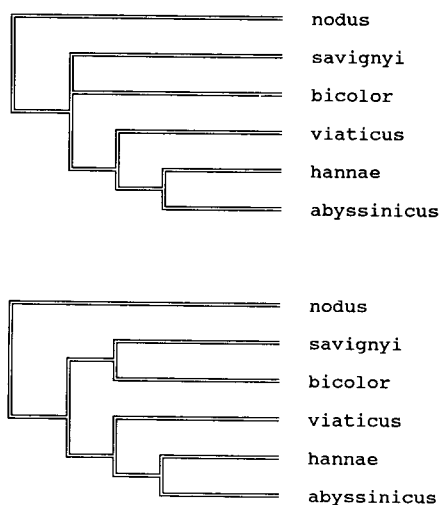 nodus
savignyi
bicolor
viaticus
hannae
abyssinicus
nodus
savignyi
bicolor
viaticus
hannae
abyssinicus